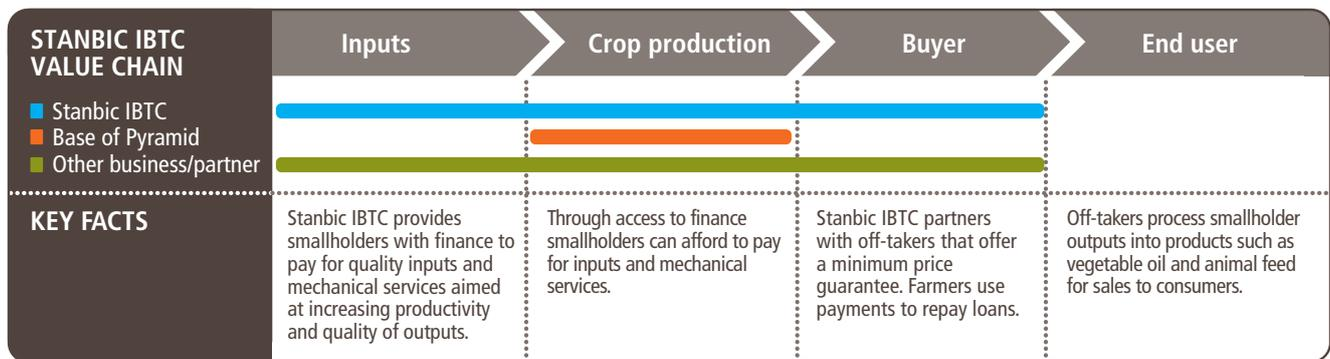 STANBIC IBTC
VALUE CHAIN
Inputs
Crop production
Buyer
End user
Stanbic IBTC
Base of Pyramid
Other business/partner
KEY FACTS
Stanbic IBTC provides
smallholders with finance to
pay for quality inputs and
mechanical services aimed
at increasing productivity
and quality of outputs.
Through access to finance
smallholders can afford to pay
for inputs and mechanical
services.
Stanbic IBTC partners
with off-takers that offer
a minimum price
guarantee. Farmers use
payments to repay loans.
Off-takers process smallholder
outputs into products such as
vegetable oil and animal feed
for sales to consumers.